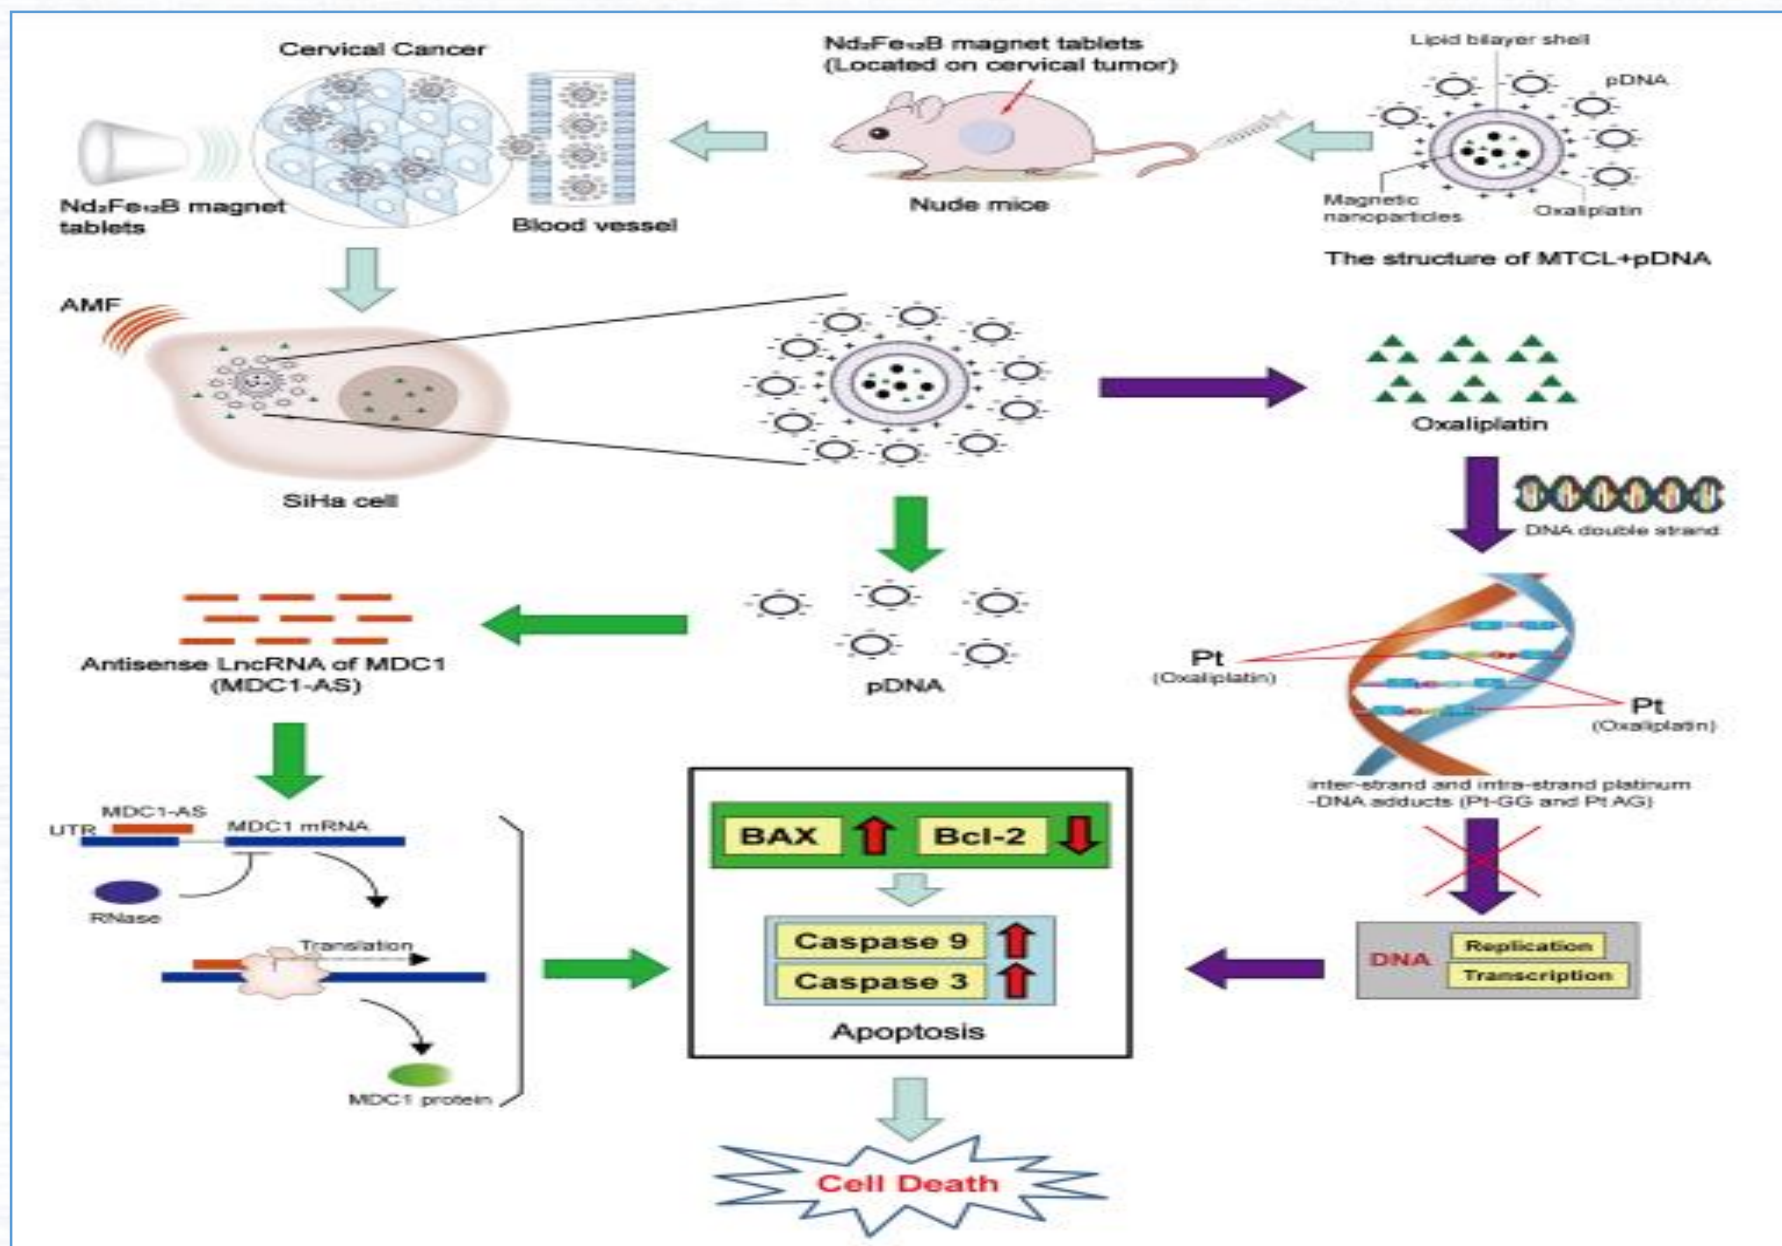 Cervical Cancer
Nd₂Fe₁₂B magnet tablets
(Located on cervical tumor)
Lipid bilayer shell
pDNA
Nd₂Fe₁₂B magnet
tablets
Blood vessel
Nude mice
Magnetic
nanoparticles
Oxaliplatin
The structure of MTCL+pDNA
AMF
SiHa cell
Oxaliplatin
DNA double strand
Antisense LncRNA of MDC1
(MDC1-AS)
pDNA
Pt
(Oxaliplatin)
Pt
(Oxaliplatin)
inter-strand and intra-strand platinum
-DNA adducts (Pt-GG and Pt AG)
MDC1-AS
UTR
MDC1 mRNA
RNase
Translation
MDC1 protein
BAX
Bcl-2
Caspase 9
Caspase 3
Apoptosis
DNA
Replication
Transcription
Cell Death